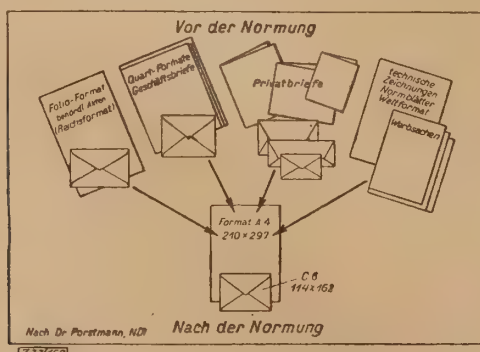 Vor der Normung
Folio-Format
behördl. Akten
(Reichsformat)
Quart-Formate
Geschäftsbriefe
Privatbriefe
technische
Zeichnungen
Normblätter
Weltformat
Werbsachen
Format A 4
210 × 297
C 6
114 × 162
Nach Dr. Porstmann, NDI
Nach der Normung